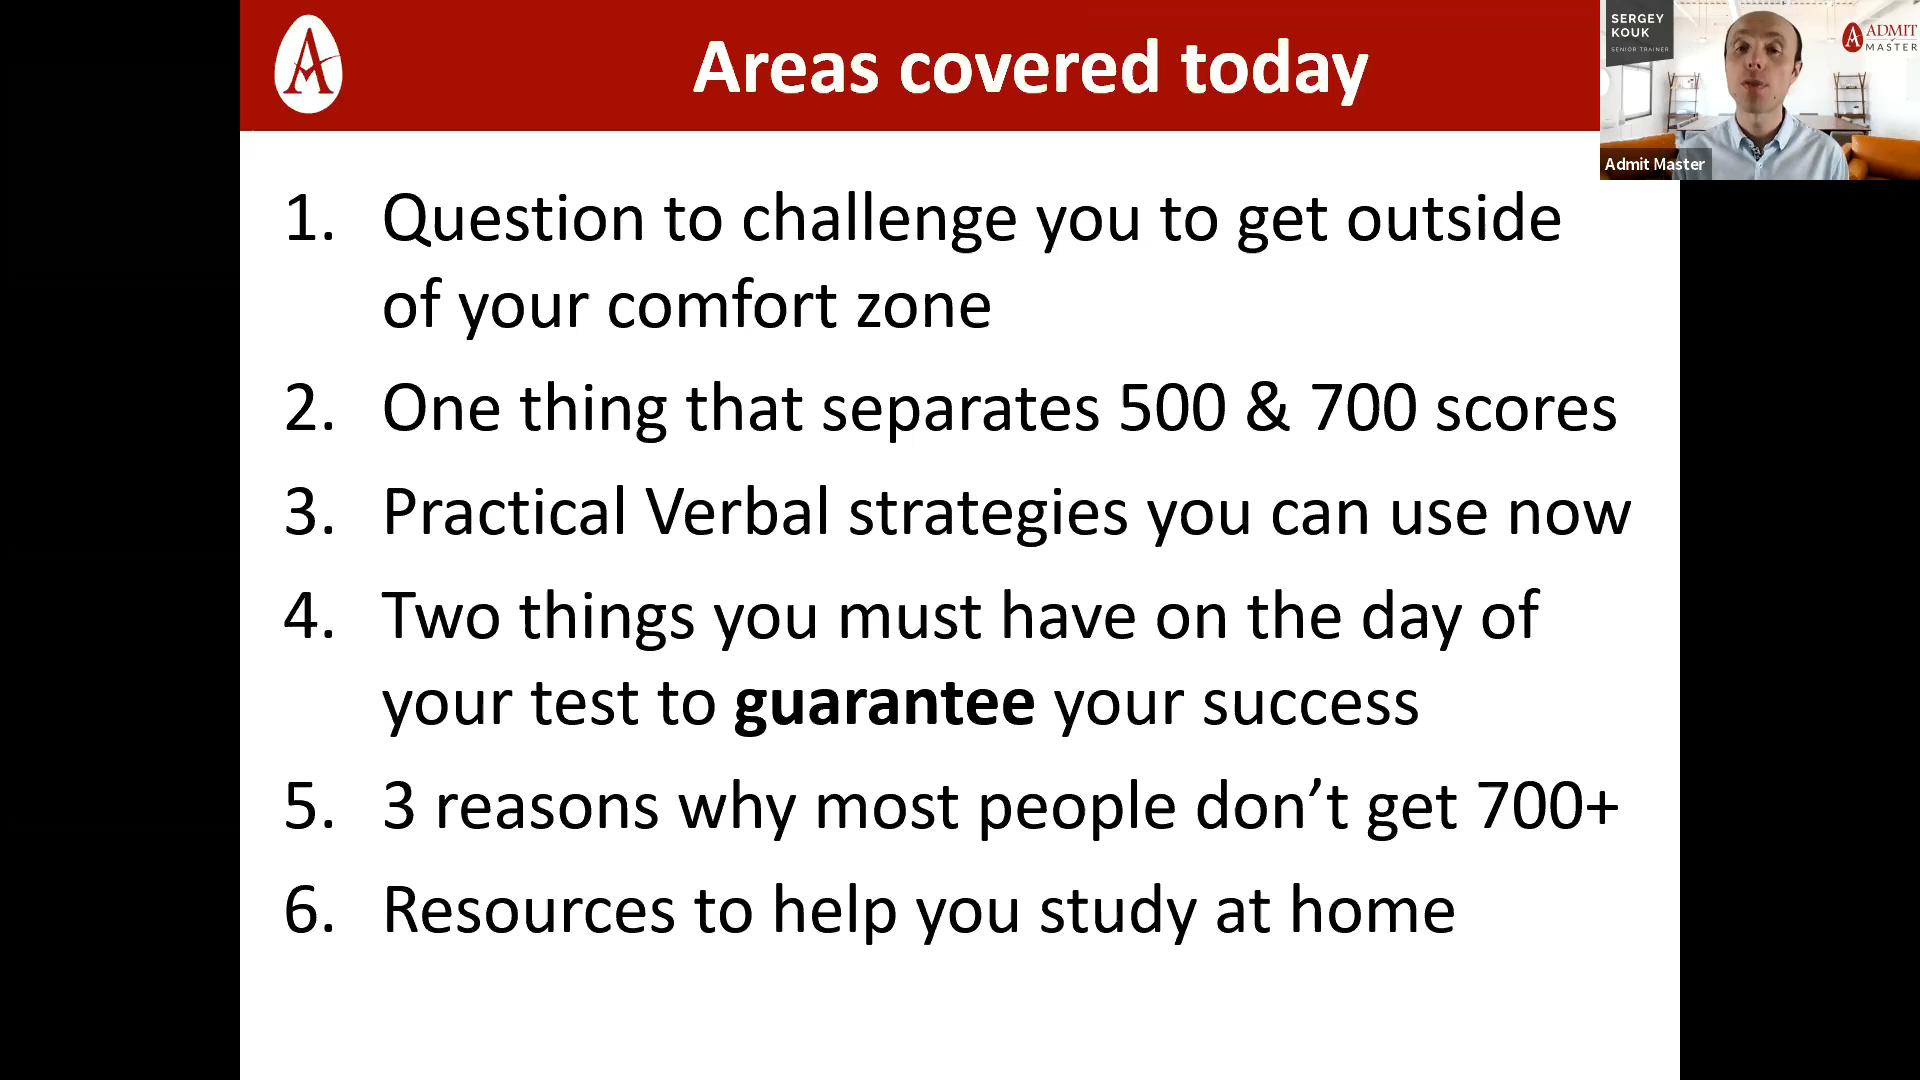 Areas covered today
SERGEY
KOUK
SENIOR TRAINER
ADMIT
MASTER
Admit Master
1. Question to challenge you to get outside
of your comfort zone
2. One thing that separates 500 & 700 scores
3. Practical Verbal strategies you can use now
4. Two things you must have on the day of
your test to guarantee your success
5. 3 reasons why most people don’t get 700+
6. Resources to help you study at home